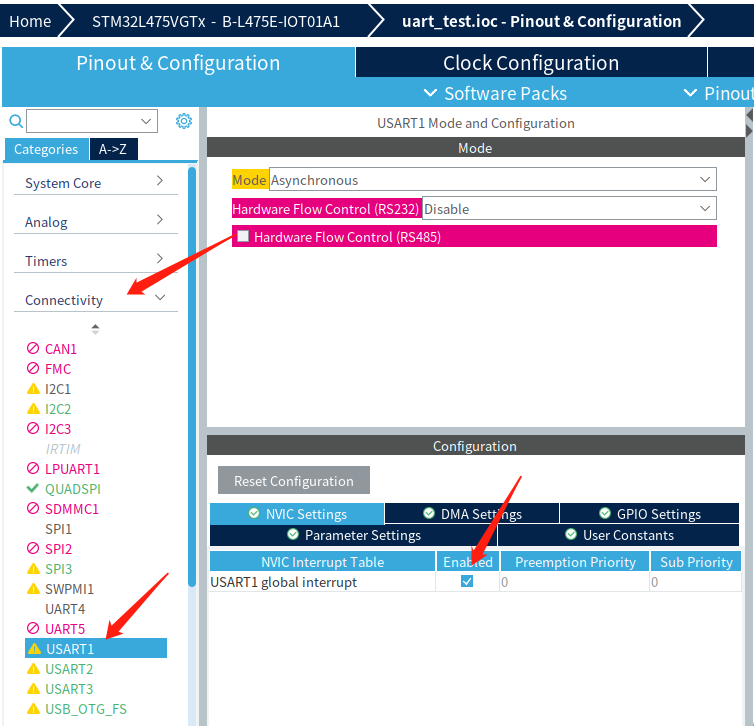 Home STM32L475VGTx - B-L475E-IOT01A1 uart_test.ioc - Pinout & Configuration
Pinout & Configuration Clock Configuration
Software Packs Pinout
USART1 Mode and Configuration
Categories A->Z
Mode
System Core
Analog
Timers
Connectivity
CAN1
FMC
I2C1
I2C2
I2C3
IRTIM
LPUART1
QUADSPI
SDMMC1
SPI1
SPI2
SPI3
SWPMI1
UART4
UART5
USART1
USART2
USART3
USB_OTG_FS
Mode Asynchronous
Hardware Flow Control (RS232) Disable
Hardware Flow Control (RS485)
Configuration
Reset Configuration
NVIC Settings DMA Settings GPIO Settings
Parameter Settings User Constants
NVIC Interrupt Table Enabled Preemption Priority Sub Priority
USART1 global interrupt 0 0